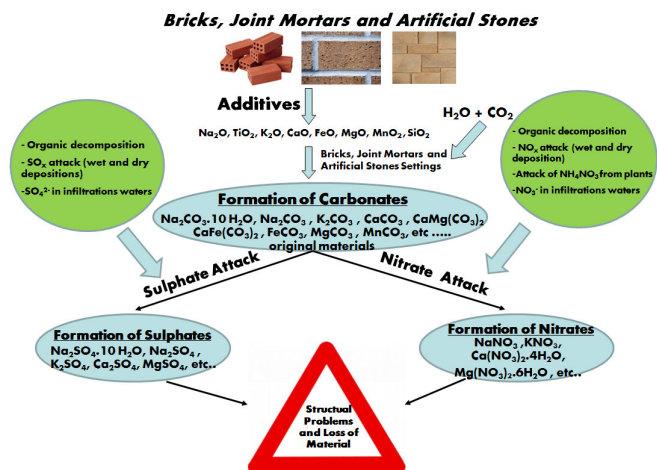 Bricks, Joint Mortars and Artificial Stones
Additives
H₂O + CO₂
Na₂O, TiO₂, K₂O, CaO, FeO, MgO, MnO₂, SiO₂
Bricks, Joint Mortars and
Artificial Stones Settings
- Organic decomposition
- SOₓ attack (wet and dry
depositions)
-SO₄²⁻ in infiltrations waters
- Organic decomposition
- NOₓ attack (wet and dry
deposition)
-Attack of NH₄NO3 from plants
-NO₃⁻ in infiltrations waters
Formation of Carbonates
Na₂CO₃.10 H₂O, Na₂CO₃ , K₂CO₃ , CaCO₃ , CaMg(CO₃)₂
CaFe(CO₃)₂ , FeCO₃, MgCO₃ , MnCO₃, etc .....
original materials
Sulphate Attack
Nitrate Attack
Formation of Sulphates
Na₂SO₄.10 H₂O, Na₂SO₄ ,
K₂SO₄, Ca₂SO₄, MgSO₄, etc..
Formation of Nitrates
NaNO₃ ,KNO₃,
Ca(NO₃)₂.4H₂O,
Mg(NO₃)₂.6H₂O , etc..
Structual
Problems
and Loss of
Material